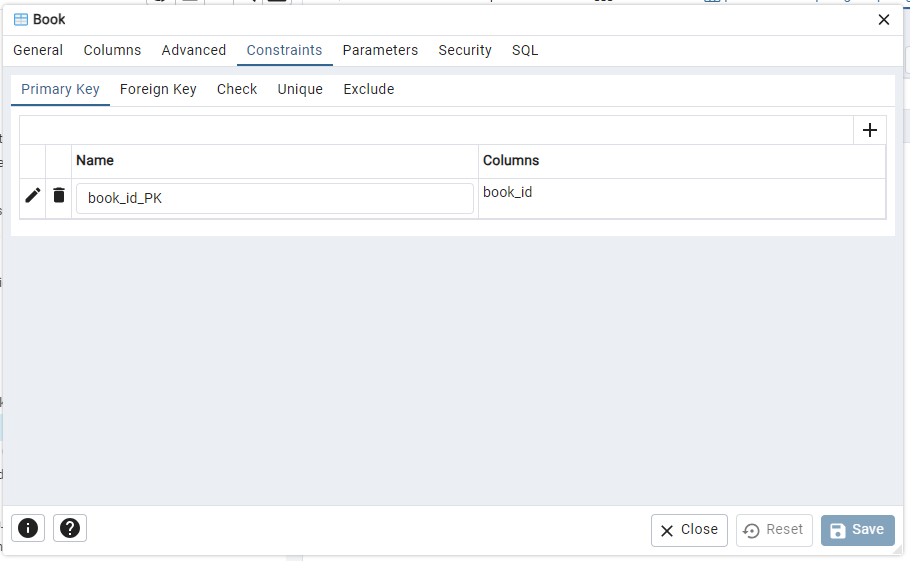 Book
General Columns Advanced Constraints Parameters Security SQL
Primary Key Foreign Key Check Unique Exclude
Name Columns
book_id_PK book_id
Close Reset Save